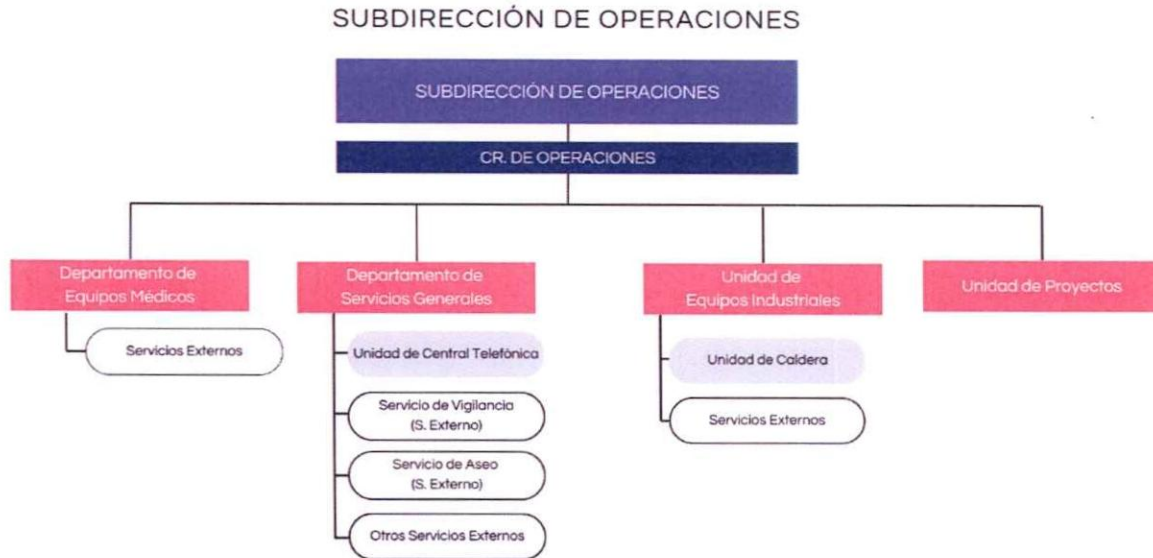 SUBDIRECCIÓN DE OPERACIONES
SUBDIRECCIÓN DE OPERACIONES
CR. DE OPERACIONES
Departamento de
Equipos Médicos
Servicios Externos
Departamento de
Servicios Generales
Unidad de Central Telefónica
Servicio de Vigilancia
(S. Externo)
Servicio de Aseo
(S. Externo)
Otros Servicios Externos
Unidad de
Equipos Industriales
Unidad de Caldera
Servicios Externos
Unidad de Proyectos